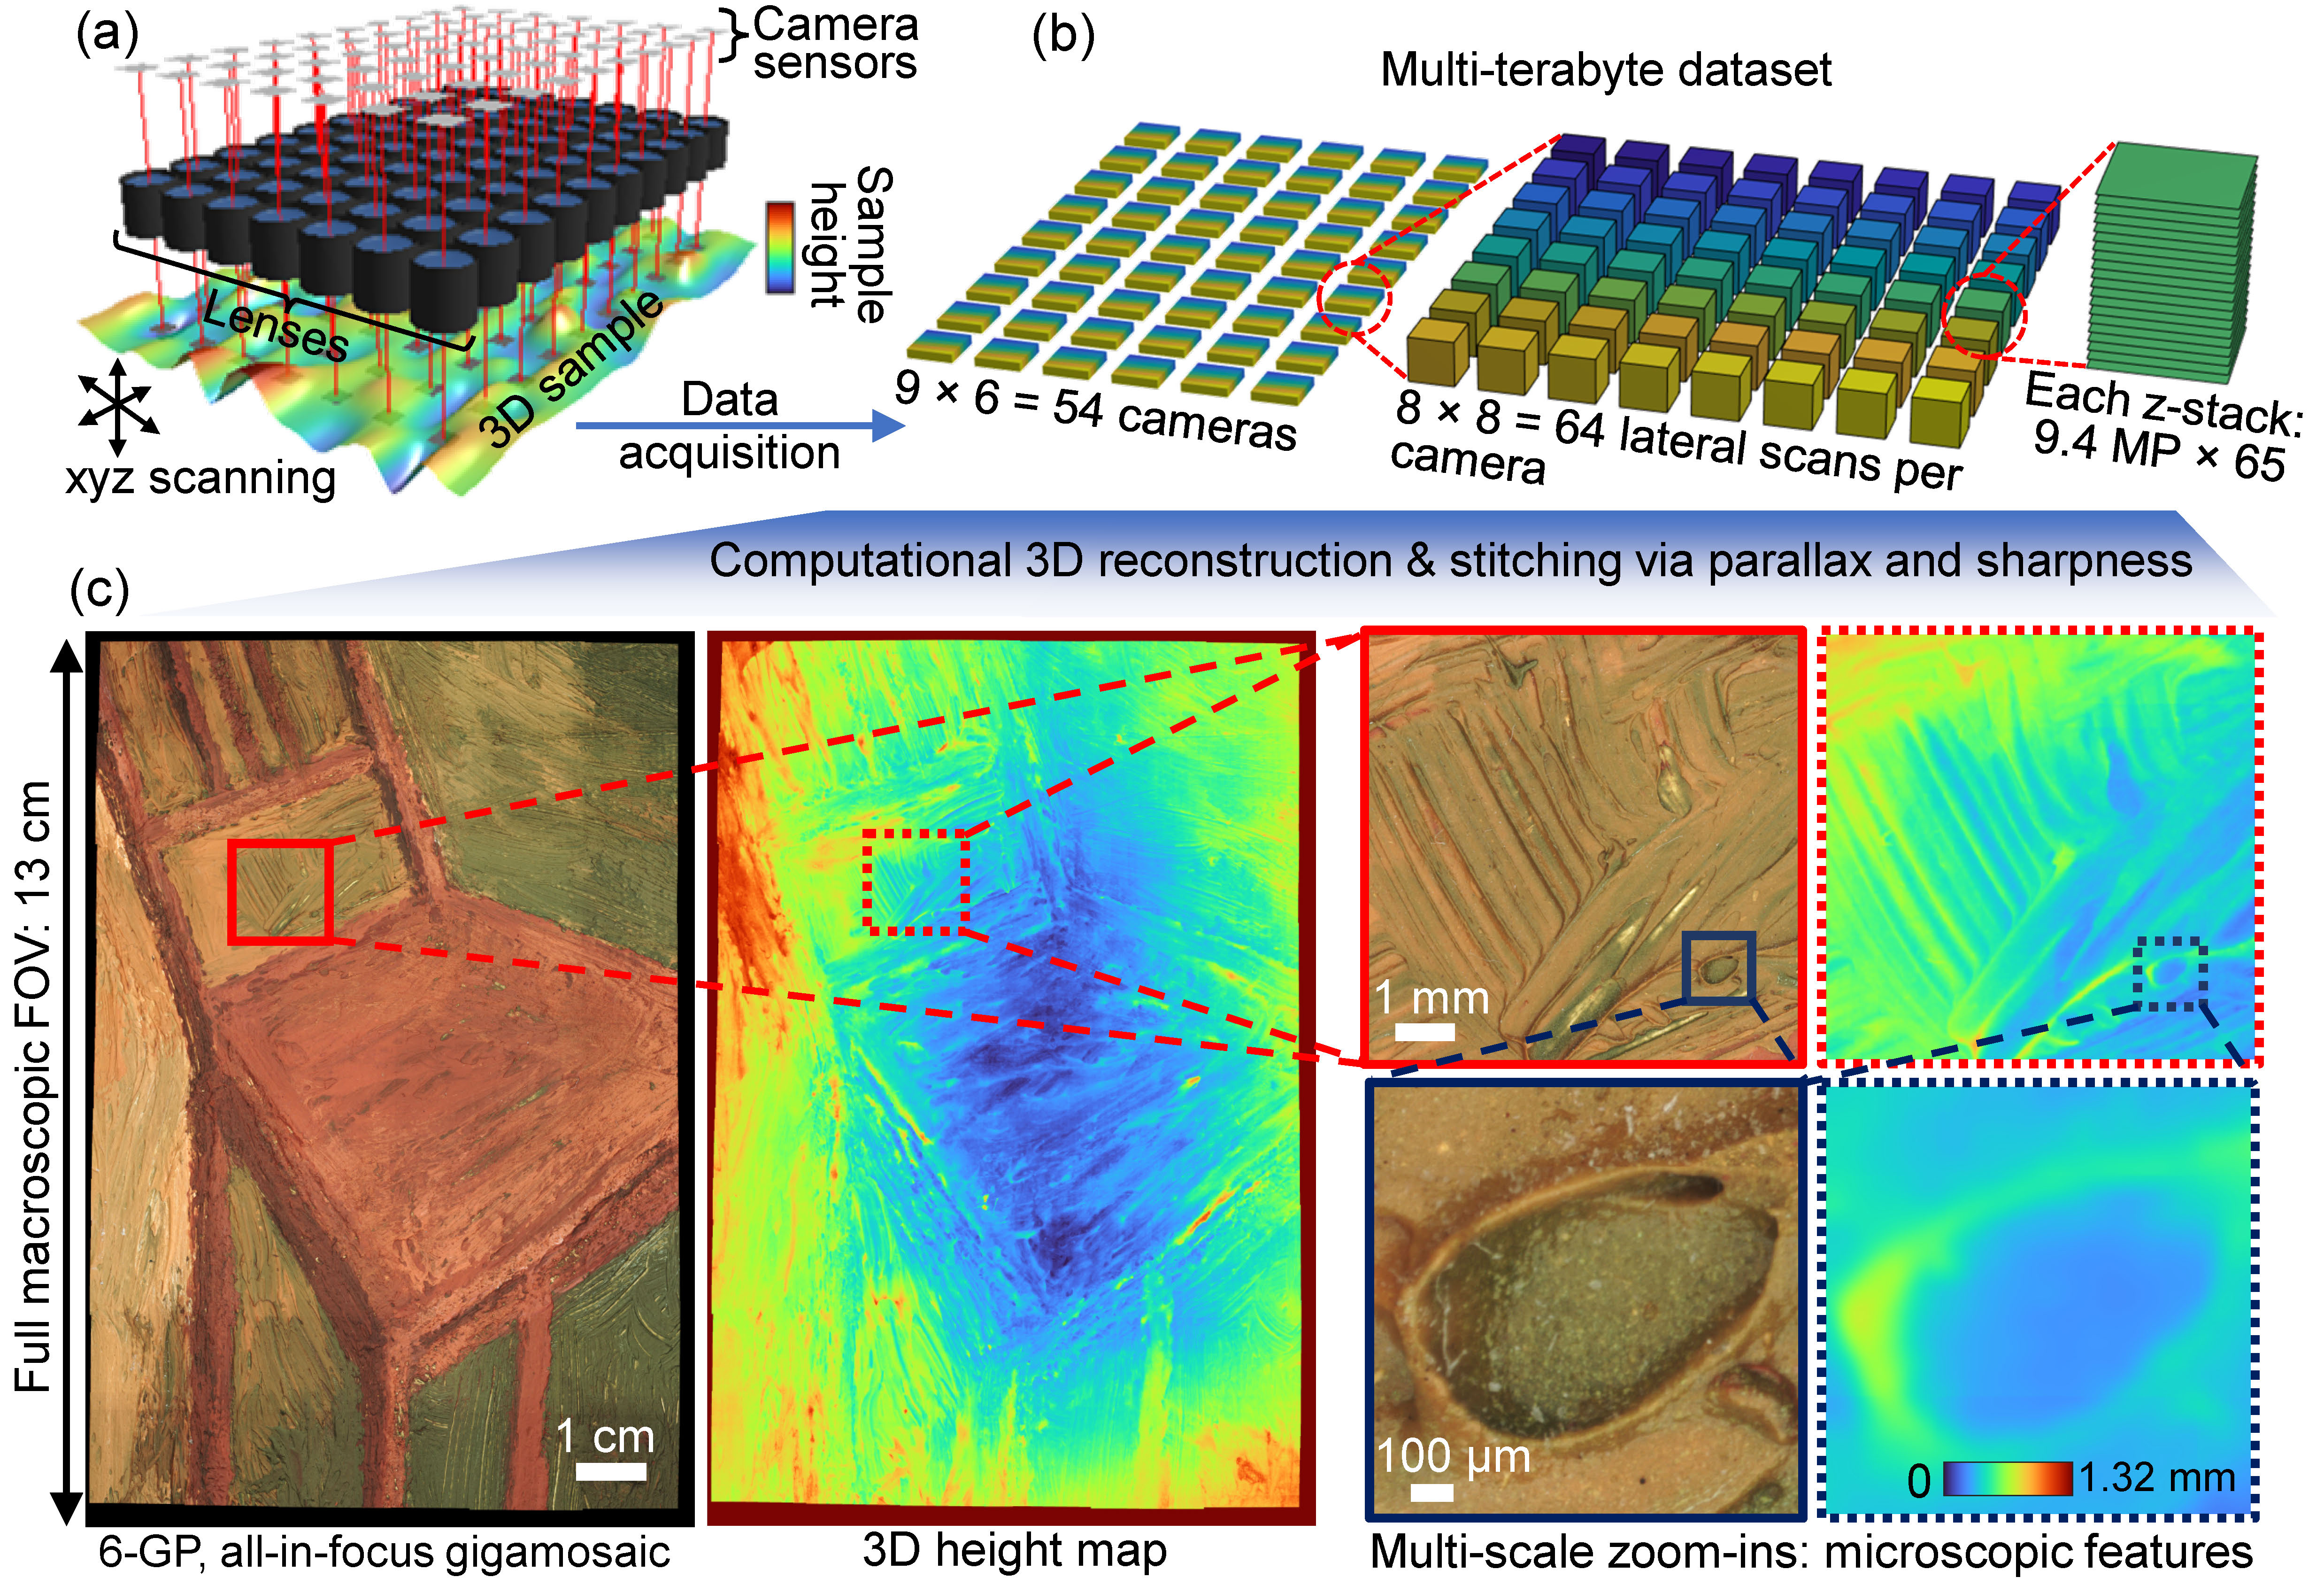 (a)
Camera
sensors
Sample
height
Lenses
3D sample
xyz scanning
Data
acquisition
(b)
Multi-terabyte dataset
9 × 6 = 54 cameras
8 × 8 = 64 lateral scans per
camera
Each z-stack:
9.4 MP × 65
Computational 3D reconstruction & stitching via parallax and sharpness
(c)
Full macroscopic FOV: 13 cm
1 cm
1 mm
100 μm
0
1.32 mm
6-GP, all-in-focus gigamosaic
3D height map
Multi-scale zoom-ins: microscopic features